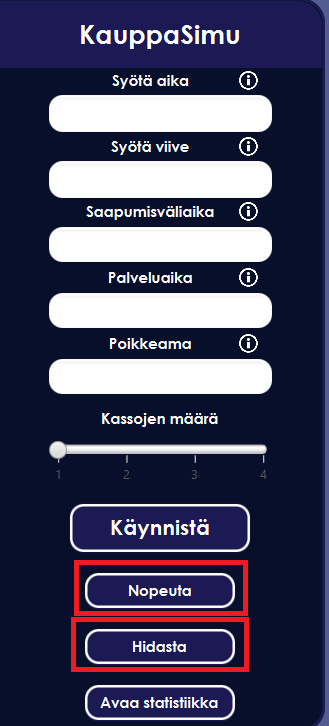 KauppaSimu
Syötä aika
Syötä viive
Saapumisväliaika
Palveluaika
Poikkeama
Kassojen määrä
1 2 3 4
Käynnistä
Nopeuta
Hidasta
Avaa statistiikka